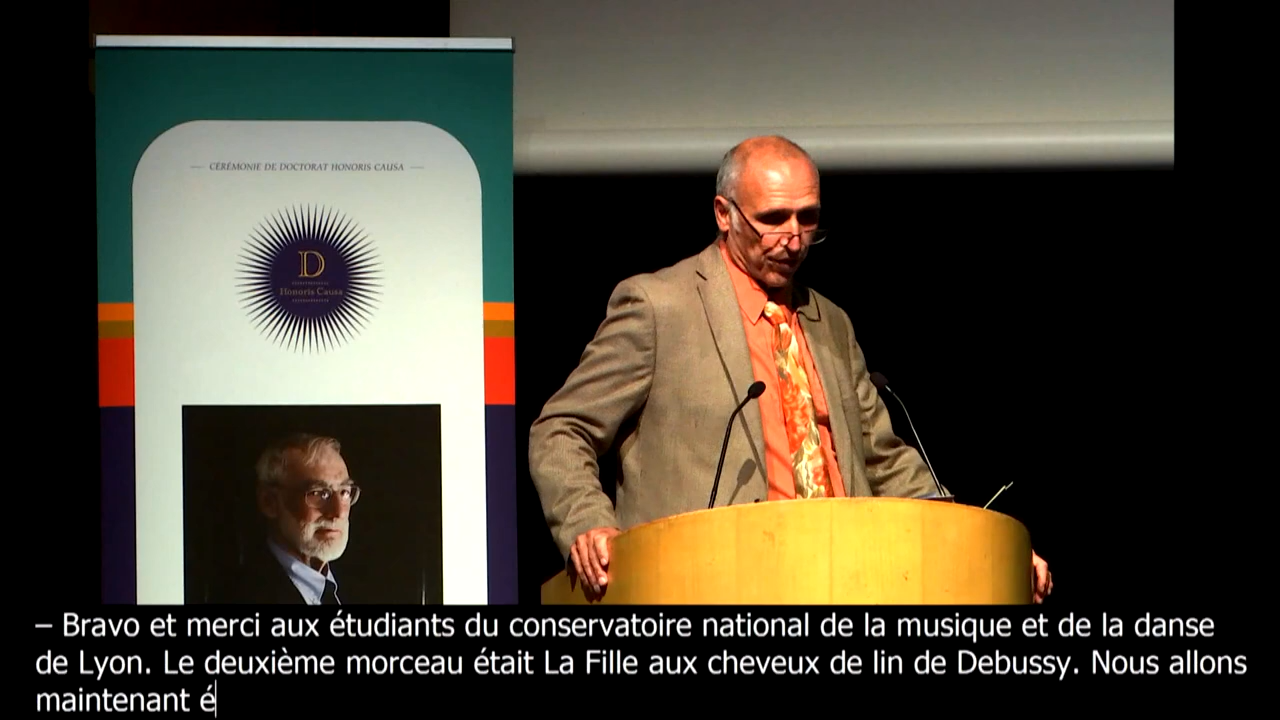 CÉRÉMONIE DE DOCTORAT HONORIS CAUSA
D
Honoris Causa
– Bravo et merci aux étudiants du conservatoire national de la musique et de la danse
de Lyon. Le deuxième morceau était La Fille aux cheveux de lin de Debussy. Nous allons
maintenant é